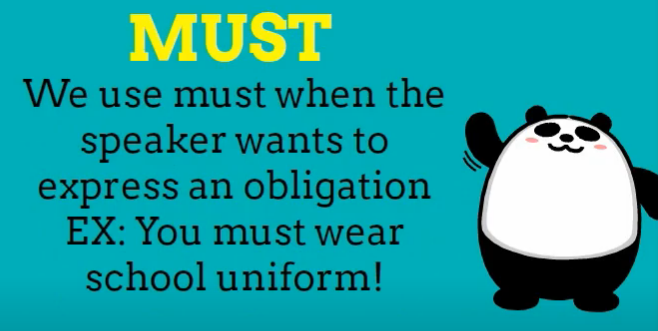 MUST
We use must when the
speaker wants to
express an obligation
EX: You must wear
school uniform!